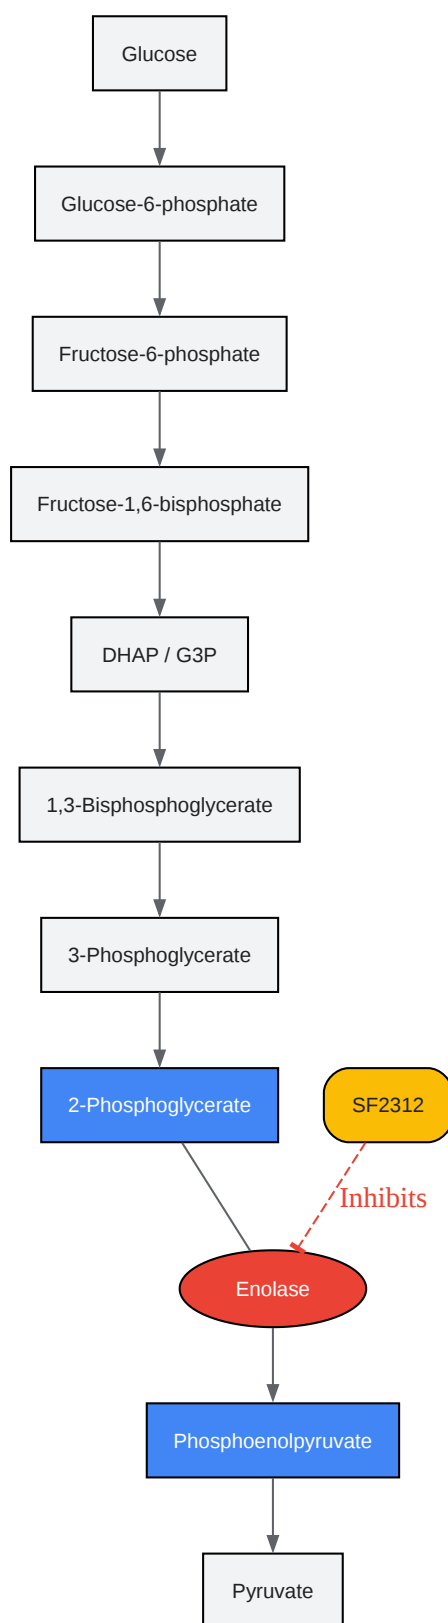 Glucose
Glucose-6-phosphate
Fructose-6-phosphate
Fructose-1,6-bisphosphate
DHAP / G3P
1,3-Bisphosphoglycerate
3-Phosphoglycerate
2-Phosphoglycerate
SF2312
Inhibits
Enolase
Phosphoenolpyruvate
Pyruvate